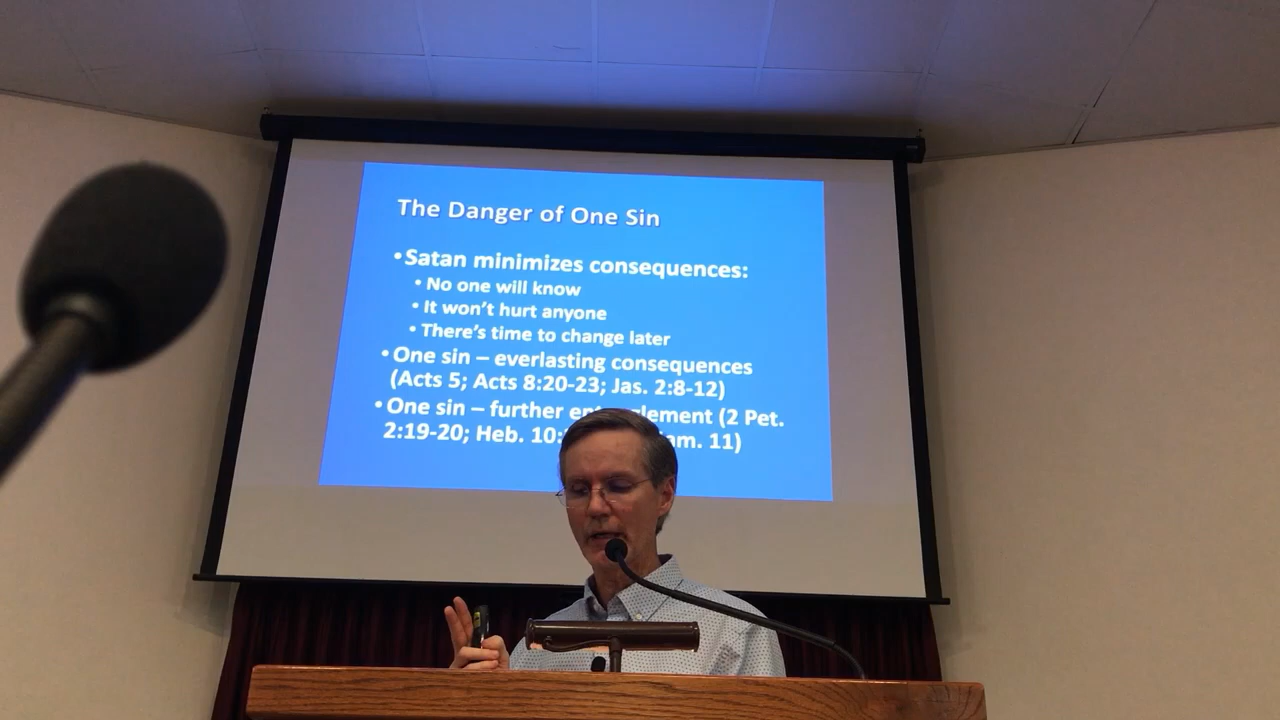 The Danger of One Sin
•Satan minimizes consequences:
•No one will know
•It won't hurt anyone
•There's time to change later
•One sin – everlasting consequences
(Acts 5; Acts 8:20-23; Jas. 2:8-12)
•One sin – further (2 Pet.
2:19-20; Heb. 10: 11)